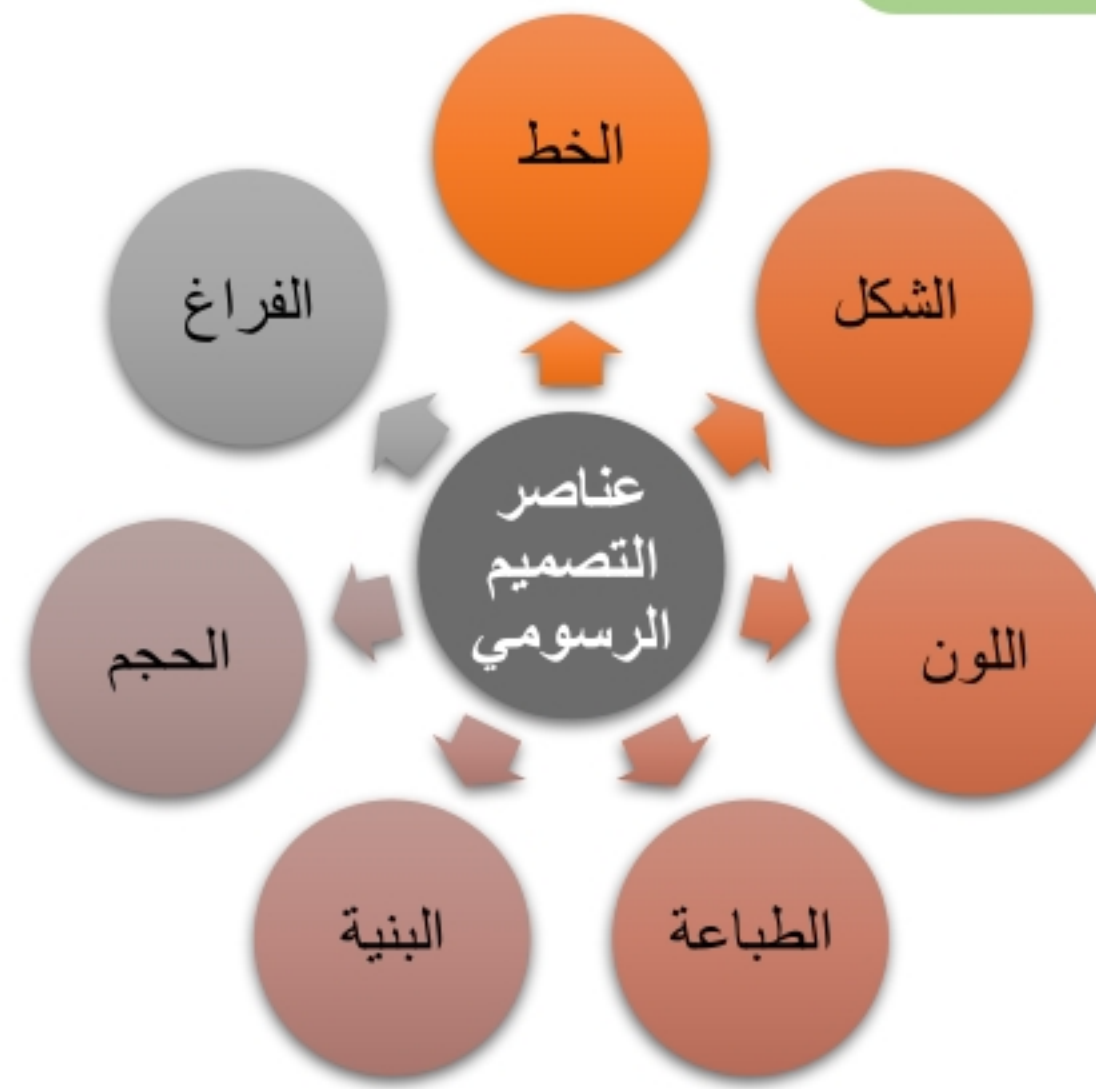 عناصر
التصميم
الرسومي
الخط
الشكل
اللون
الطباعة
البنية
الحجم
الفراغ